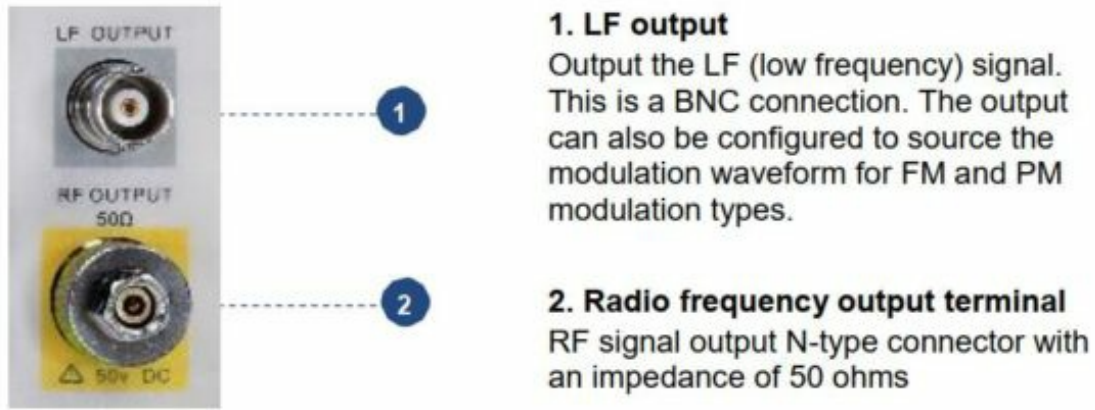 LF OUTPUT
1
RF OUTPUT
50Ω
2
⚠ 50v DC
1. LF output
Output the LF (low frequency) signal.
This is a BNC connection. The output
can also be configured to source the
modulation waveform for FM and PM
modulation types.
2. Radio frequency output terminal
RF signal output N-type connector with
an impedance of 50 ohms